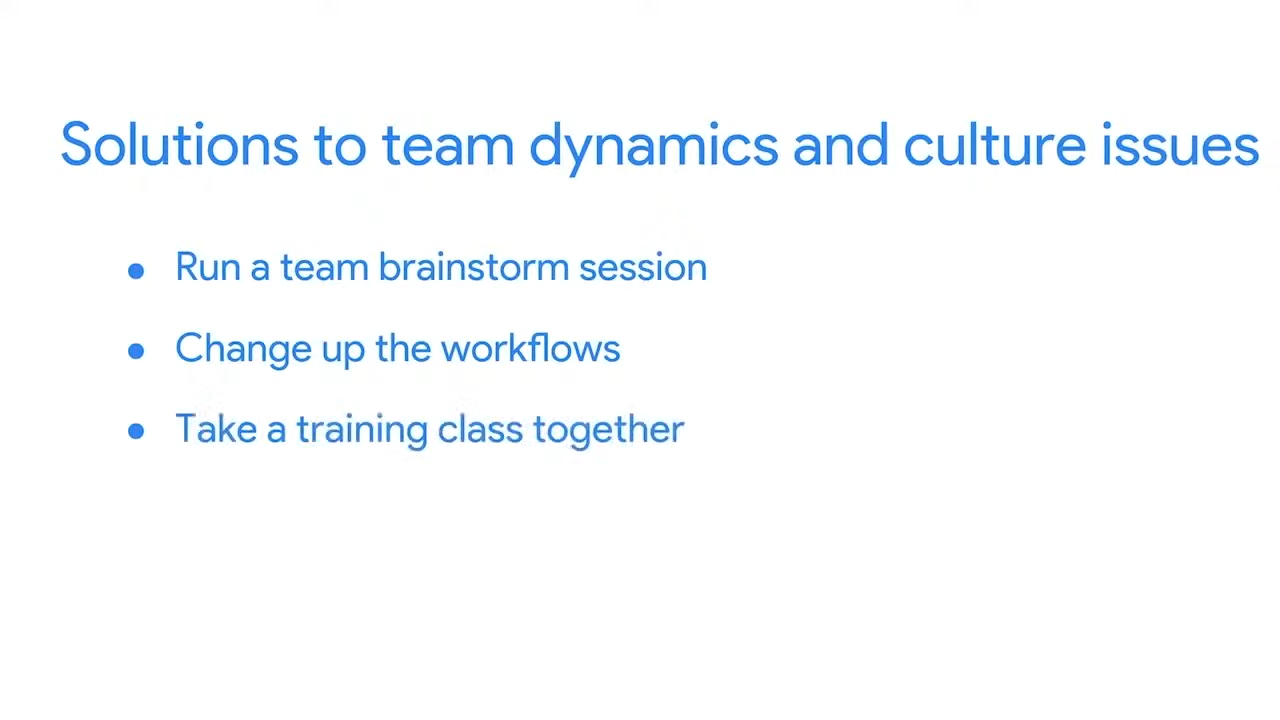 Solutions to team dynamics and culture issues
• Run a team brainstorm session
• Change up the workflows
• Take a training class together